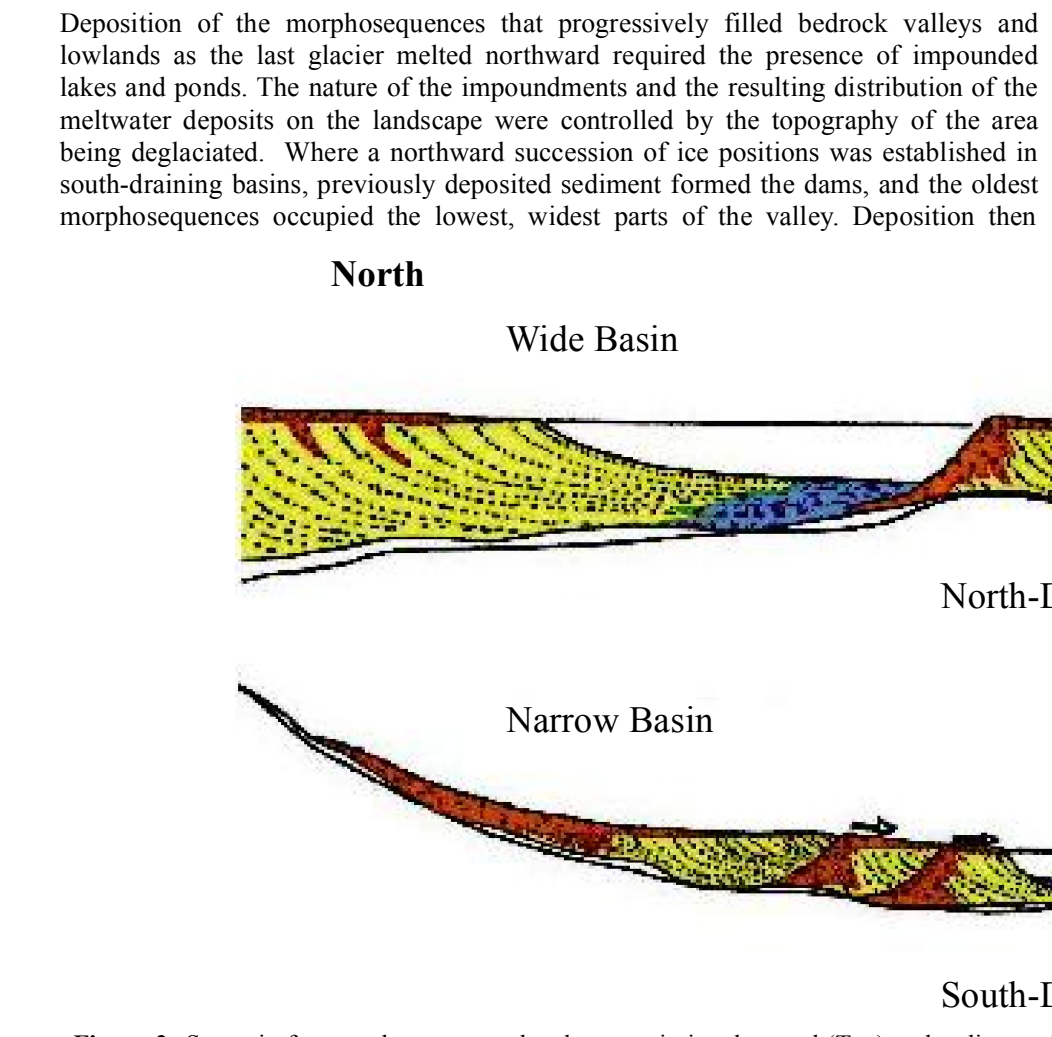 Deposition of the morphosequences that progressively filled bedrock valleys and
lowlands as the last glacier melted northward required the presence of impounded
lakes and ponds. The nature of the impoundments and the resulting distribution of the
meltwater deposits on the landscape were controlled by the topography of the area
being deglaciated. Where a northward succession of ice positions was established in
south-draining basins, previously deposited sediment formed the dams, and the oldest
morphosequences occupied the lowest, widest parts of the valley. Deposition then
North
Wide Basin
North-D
Narrow Basin
South-D